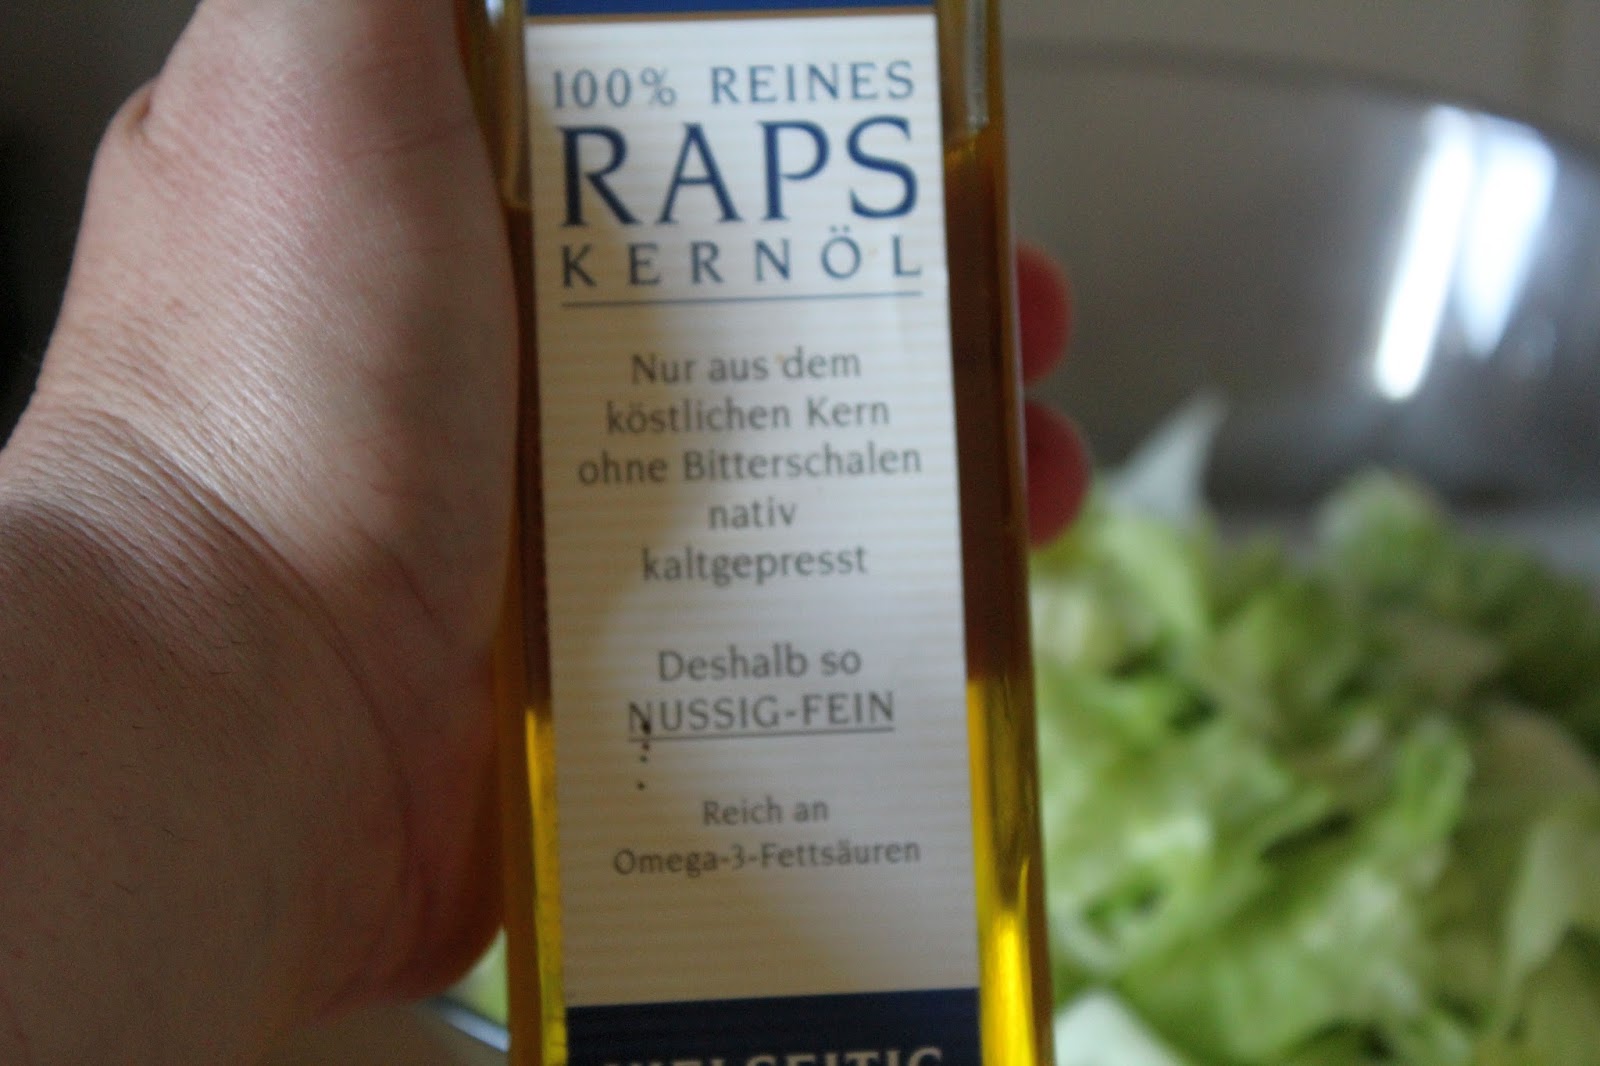 100% REINES
RAPS
KERNÖL
Nur aus dem
köstlichen Kern
ohne Bitterschalen
nativ
kaltgepresst
Deshalb so
NUSSIG-FEIN
Reich an
Omega-3-Fettsäuren
VIELSEITIG